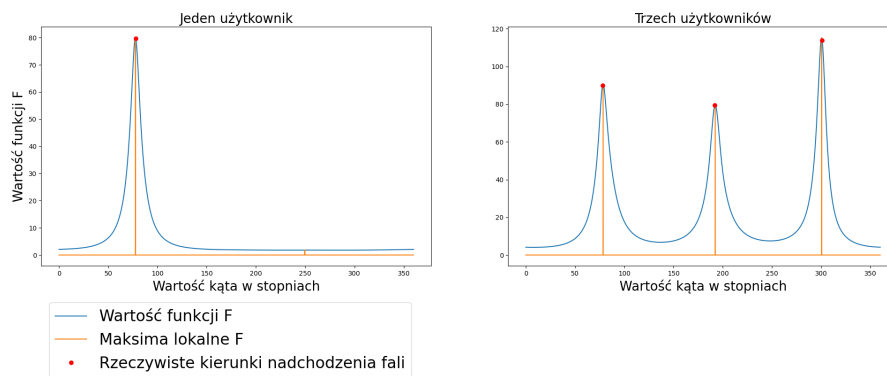 Jeden użytkownik
Wartość funkcji F
80
70
60
50
40
30
20
10
0
0 50 100 150 200 250 300 350
Wartość kąta w stopniach
Trzech użytkowników
120
100
80
60
40
20
0
0 50 100 150 200 250 300 350
Wartość kąta w stopniach
Wartość funkcji F
Maksima lokalne F
Rzeczywiste kierunki nadchodzenia fali